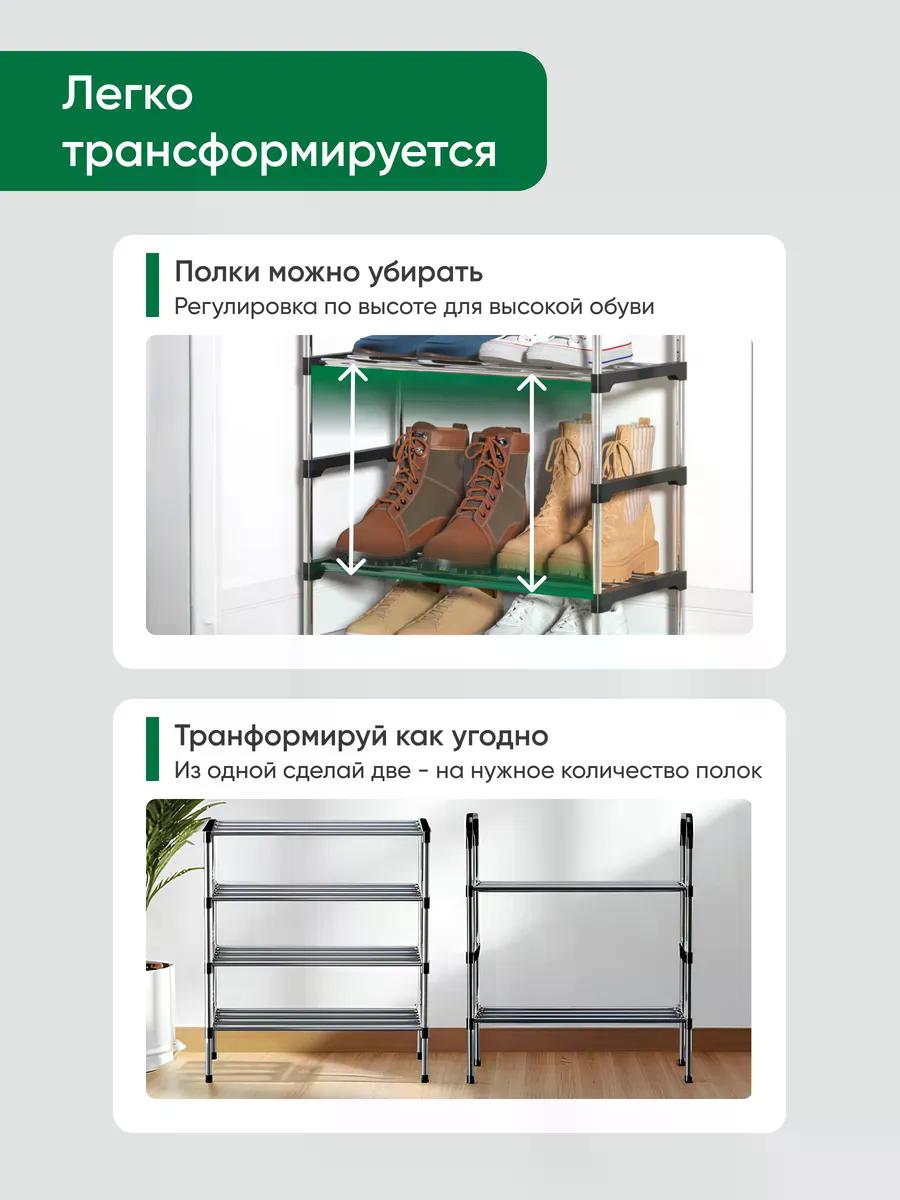 Легко
трансформируется
Полки можно убирать
Регулировка по высоте для высокой обуви
Транформируй как угодно
Из одной сделай две - на нужное количество полок